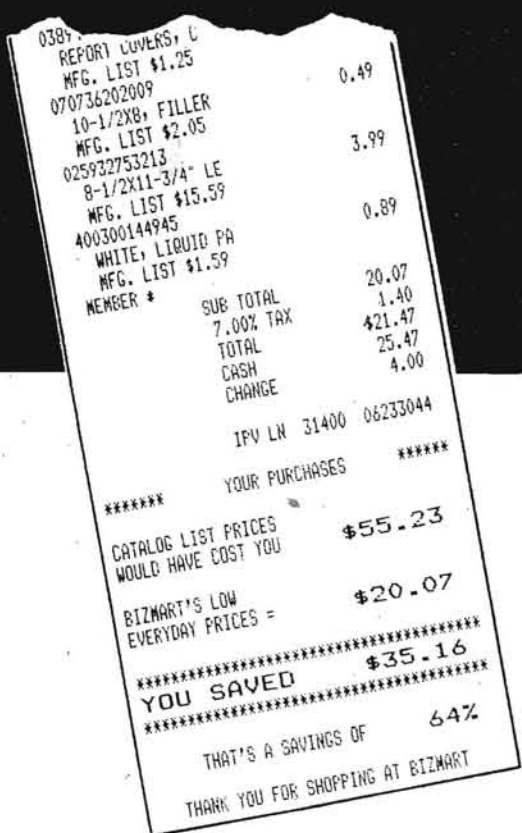 0389
REPORT COVERS, C
MFG. LIST $1.25
070736202009 0.49
10-1/2X8, FILLER
MFG. LIST $2.05
025932753213 3.99
8-1/2X11-3/4" LE
MFG. LIST $15.59
400300144945 0.89
WHITE, LIQUID PA
MFG. LIST $1.59
MEMBER #
SUB TOTAL 20.07
7.00% TAX 1.40
TOTAL $21.47
CASH 25.47
CHANGE 4.00
IPV LN 31400 06233044
******* YOUR PURCHASES ******
CATALOG LIST PRICES
WOULD HAVE COST YOU $55.23
BIZMART'S LOW
EVERYDAY PRICES = $20.07
****************************************
YOU SAVED $35.16
****************************************
THAT'S A SAVINGS OF 64%
THANK YOU FOR SHOPPING AT BIZMART